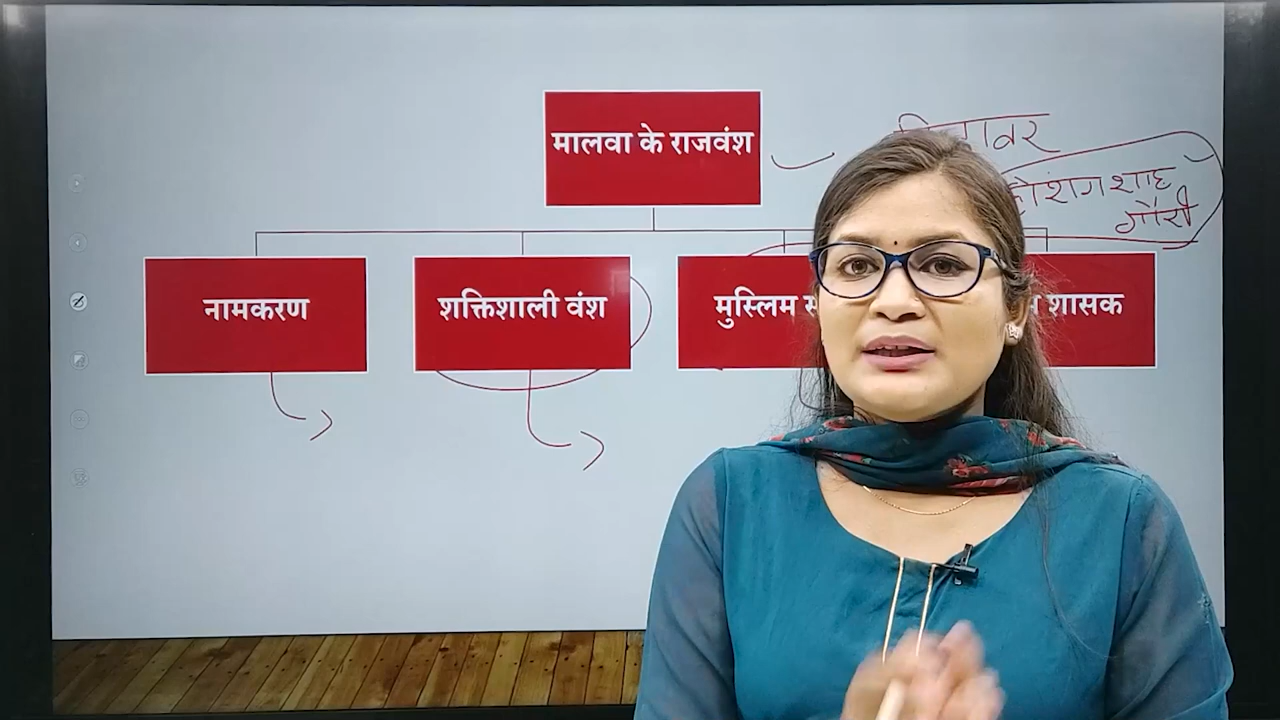 मालवा के राजवंश
शाह
गौरी
नामकरण
शक्तिशाली वंश
मुस्लिम
शासक